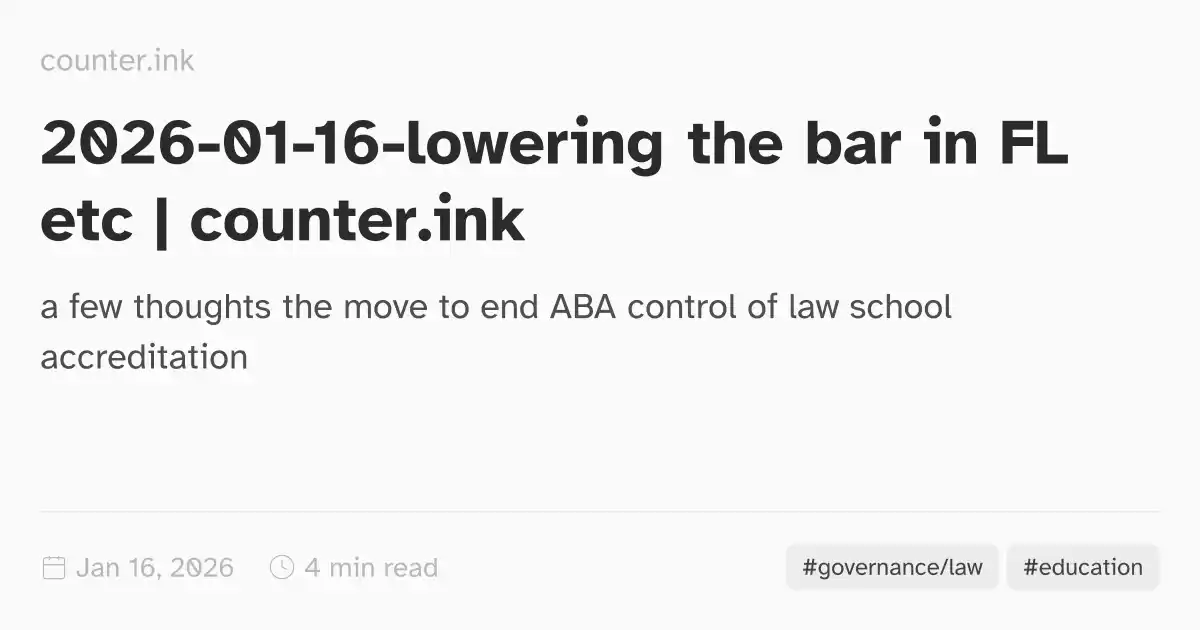 counter.ink
2026-01-16-lowering the bar in FL
etc | counter.ink
a few thoughts the move to end ABA control of law school
accreditation
Jan 16, 2026 4 min read #governance/law #education